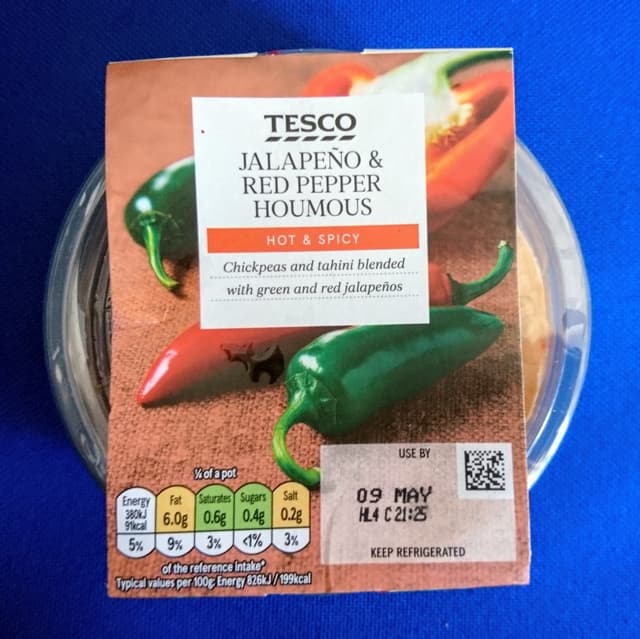 TESCO
JALAPEÑO &
RED PEPPER
HOUMOUS
HOT & SPICY
Chickpeas and tahini blended
with green and red jalapeños
¼ of a pot
Energy
380kJ
91kcal
5%
Fat
6.0g
9%
Saturates
0.6g
3%
Sugars
0.4g
<1%
Salt
0.2g
3%
of the reference intake*
Typical values per 100g: Energy 826kJ / 199kcal
USE BY
09 MAY
HL4 C 21:25
KEEP REFRIGERATED